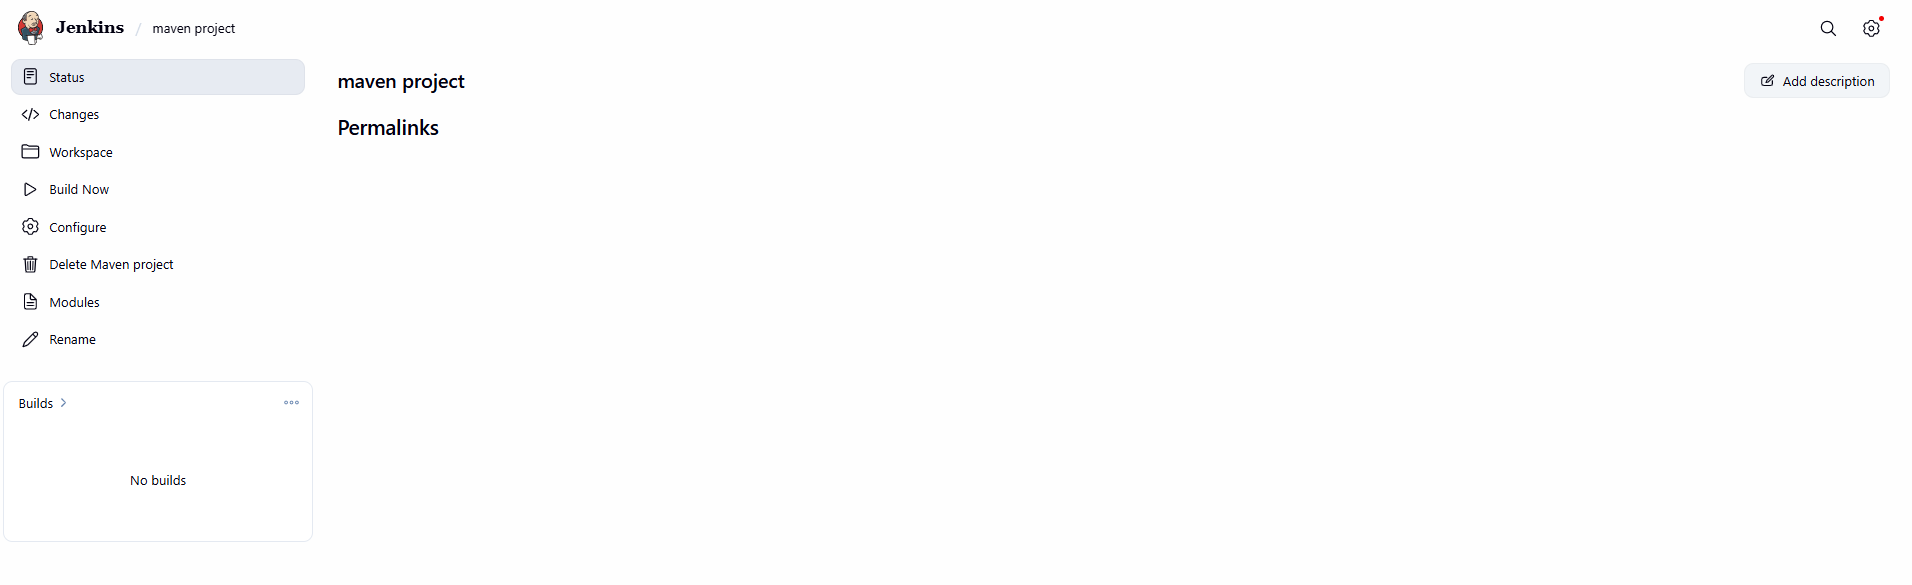 Jenkins / maven project
Status
Changes
Workspace
Build Now
Configure
Delete Maven project
Modules
Rename
Builds
No builds
maven project
Add description
Permalinks